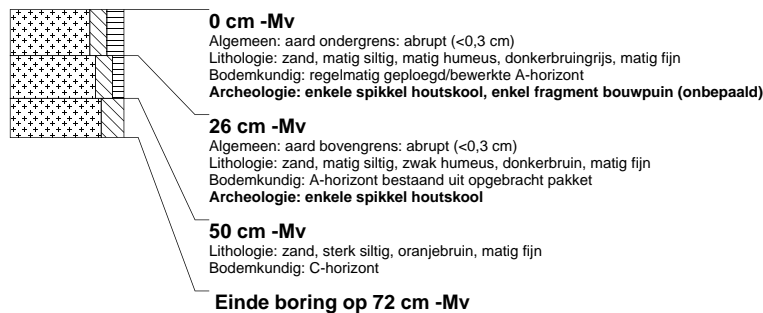 0 cm -Mv
Algemeen: aard ondergrens: abrupt (<0,3 cm)
Lithologie: zand, matig siltig, matig humeus, donkerbruingrijs, matig fijn
Bodemkundig: regelmatig geploegd/bewerkte A-horizont
Archeologie: enkele spikkel houtskool, enkel fragment bouwpuin (onbepaald)
26 cm -Mv
Algemeen: aard bovengrens: abrupt (<0,3 cm)
Lithologie: zand, matig siltig, zwak humeus, donkerbruin, matig fijn
Bodemkundig: A-horizont bestaand uit opgebracht pakket
Archeologie: enkele spikkel houtskool
50 cm -Mv
Lithologie: zand, sterk siltig, oranjebruin, matig fijn
Bodemkundig: C-horizont
Einde boring op 72 cm -Mv